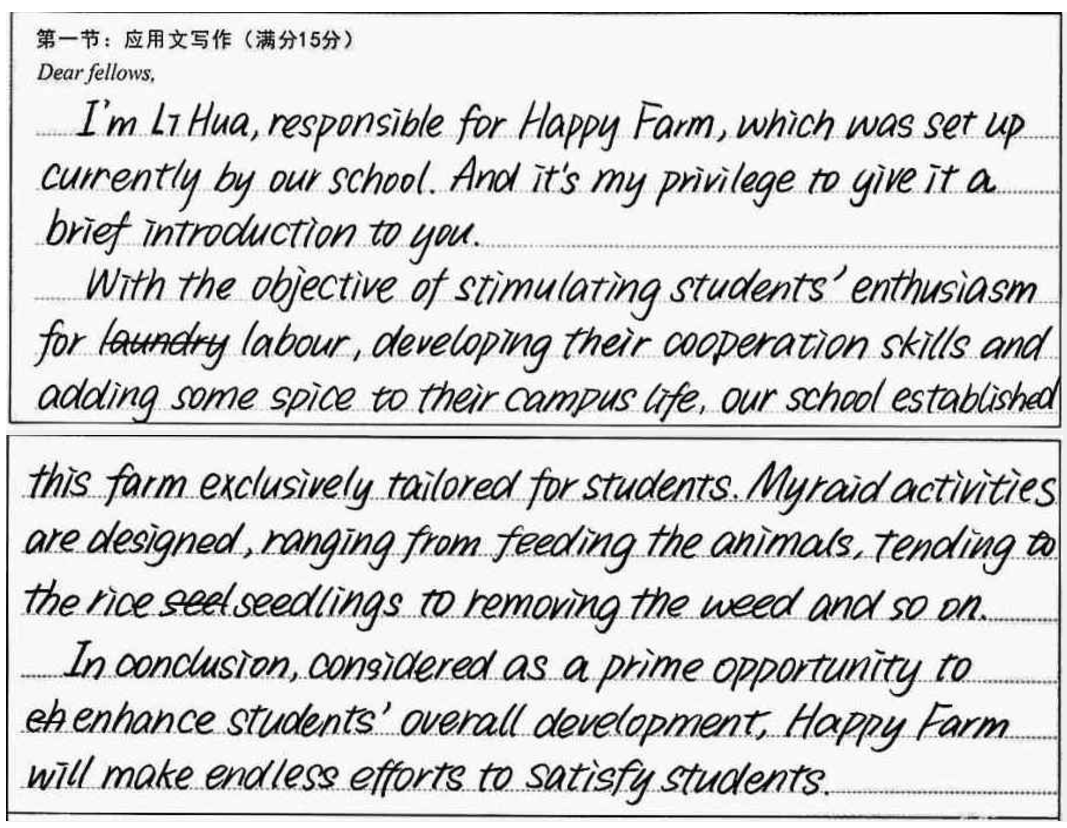 第一节：应用文写作（满分15分）
Dear fellows,
I'm Li Hua, responsible for Happy Farm, which was set up
currently by our school. And it's my privilege to give it a
brief introduction to you.
With the objective of stimulating students' enthusiasm
for laundry labour, developing their cooperation skills and
adding some spice to their campus life, our school established
this farm exclusively tailored for students. Myraid activities
are designed, ranging from feeding the animals, tending to
the rice seel seedlings to removing the weed and so on.
In conclusion, considered as a prime opportunity to
eh enhance students' overall development, Happy Farm
will make endless efforts to satisfy students.